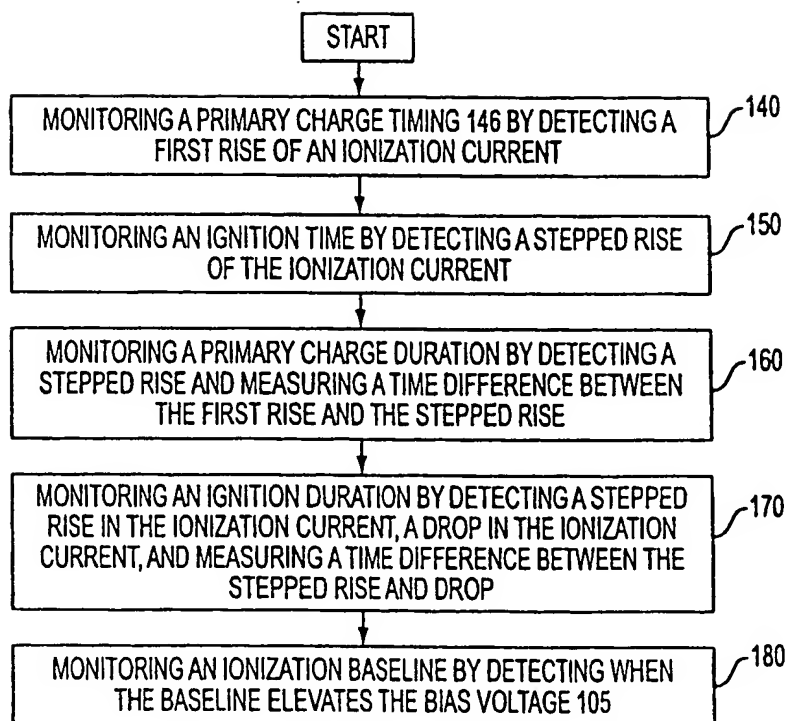 START
MONITORING A PRIMARY CHARGE TIMING 146 BY DETECTING A
FIRST RISE OF AN IONIZATION CURRENT
140
MONITORING AN IGNITION TIME BY DETECTING A STEPPED RISE
OF THE IONIZATION CURRENT
150
MONITORING A PRIMARY CHARGE DURATION BY DETECTING A
STEPPED RISE AND MEASURING A TIME DIFFERENCE BETWEEN
THE FIRST RISE AND THE STEPPED RISE
160
MONITORING AN IGNITION DURATION BY DETECTING A STEPPED
RISE IN THE IONIZATION CURRENT, A DROP IN THE IONIZATION
CURRENT, AND MEASURING A TIME DIFFERENCE BETWEEN THE
STEPPED RISE AND DROP
170
MONITORING AN IONIZATION BASELINE BY DETECTING WHEN
THE BASELINE ELEVATES THE BIAS VOLTAGE 105
180